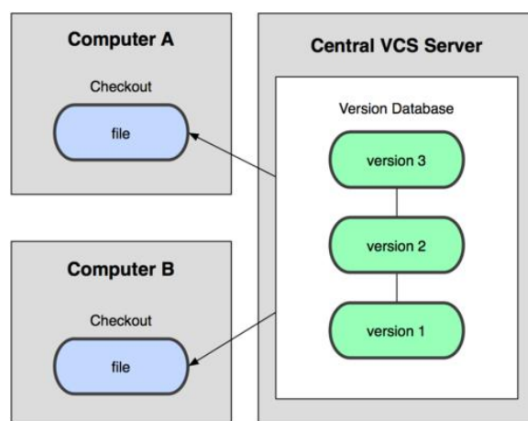 Computer A
Checkout
file
Computer B
Checkout
file
Central VCS Server
Version Database
version 3
version 2
version 1